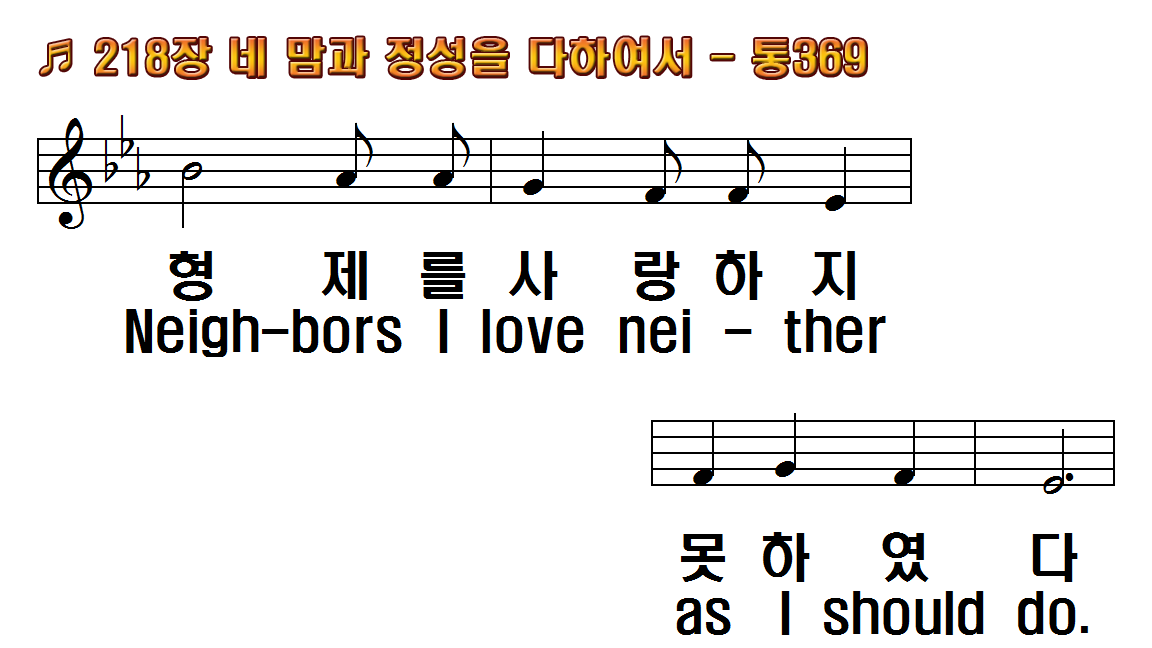 ♬ 218장 네 맘과 정성을 다하여서 - 통369
형 제 를 사 랑 하 지
Neigh-bors I love nei - ther
못 하 였 다
as I should do.